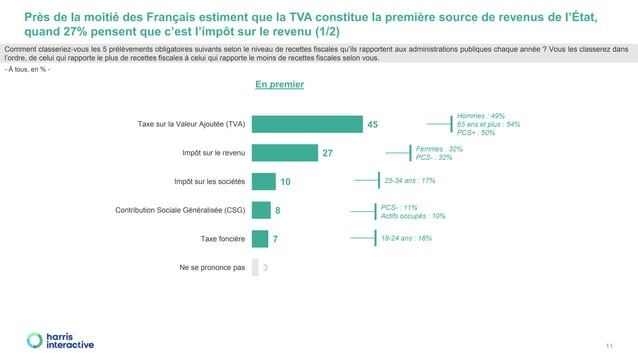 Près de la moitié des Français estiment que la TVA constitue la première source de revenus de l'État,
quand 27% pensent que c'est l'impôt sur le revenu (1/2)
Comment classeriez-vous les 5 prélèvements obligatoires suivants selon le niveau de recettes fiscales qu'ils rapportent aux administrations publiques chaque année ? Vous les classerez dans
l'ordre, de celui qui rapporte le plus de recettes fiscales à celui qui rapporte le moins de recettes fiscales selon vous.
- À tous, en % -
En premier
Taxe sur la Valeur Ajoutée (TVA) 45
Hommes : 49%
65 ans et plus : 54%
PCS+ : 50%
Impôt sur le revenu 27
Femmes : 32%
PCS- : 32%
Impôt sur les sociétés 10
25-34 ans : 17%
Contribution Sociale Généralisée (CSG) 8
PCS- : 11%
Actifs occupés : 10%
Taxe foncière 7
18-24 ans : 18%
Ne se prononce pas 3
harris
interactive
11